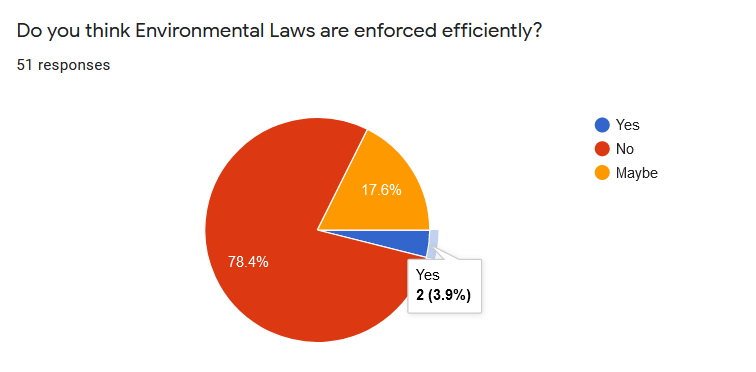 Do you think Environmental Laws are enforced efficiently?
51 responses
Yes
No
Maybe
17.6%
78.4%
Yes
2 (3.9%)